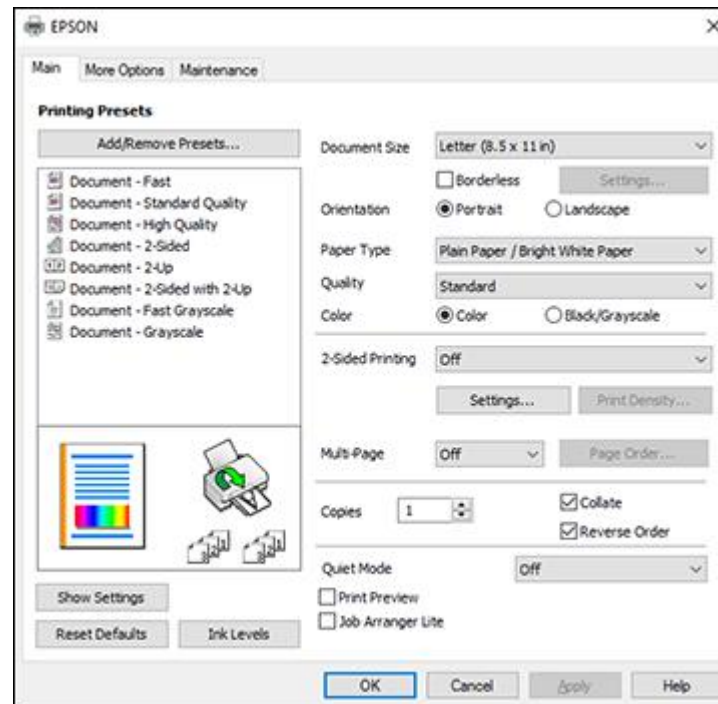 EPSON
Main More Options Maintenance
Printing Presets
Add/Remove Presets...
Document - Fast
Document - Standard Quality
Document - High Quality
Document - 2-Sided
Document - 2-Up
Document - 2-Sided with 2-Up
Document - Fast Grayscale
Document - Grayscale
Show Settings
Reset Defaults Ink Levels
Document Size Letter (8.5 x 11 in)
Borderless Settings...
Orientation Portrait Landscape
Paper Type Plain Paper / Bright White Paper
Quality Standard
Color Color Black/Grayscale
2-Sided Printing Off
Settings... Print Density...
Multi-Page Off Page Order...
Copies 1 Collate
Reverse Order
Quiet Mode Off
Print Preview
Job Arranger Lite
OK Cancel Apply Help